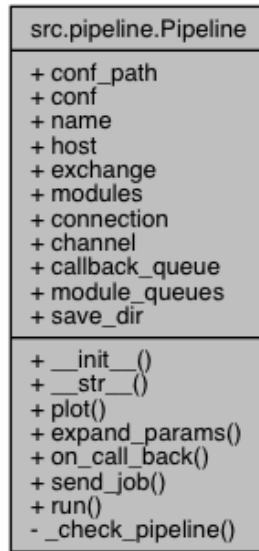 src.pipeline.Pipeline
+ conf_path
+ conf
+ name
+ host
+ exchange
+ modules
+ connection
+ channel
+ callback_queue
+ module_queues
+ save_dir
+ __init__()
+ __str__()
+ plot()
+ expand_params()
+ on_call_back()
+ send_job()
+ run()
- _check_pipeline()